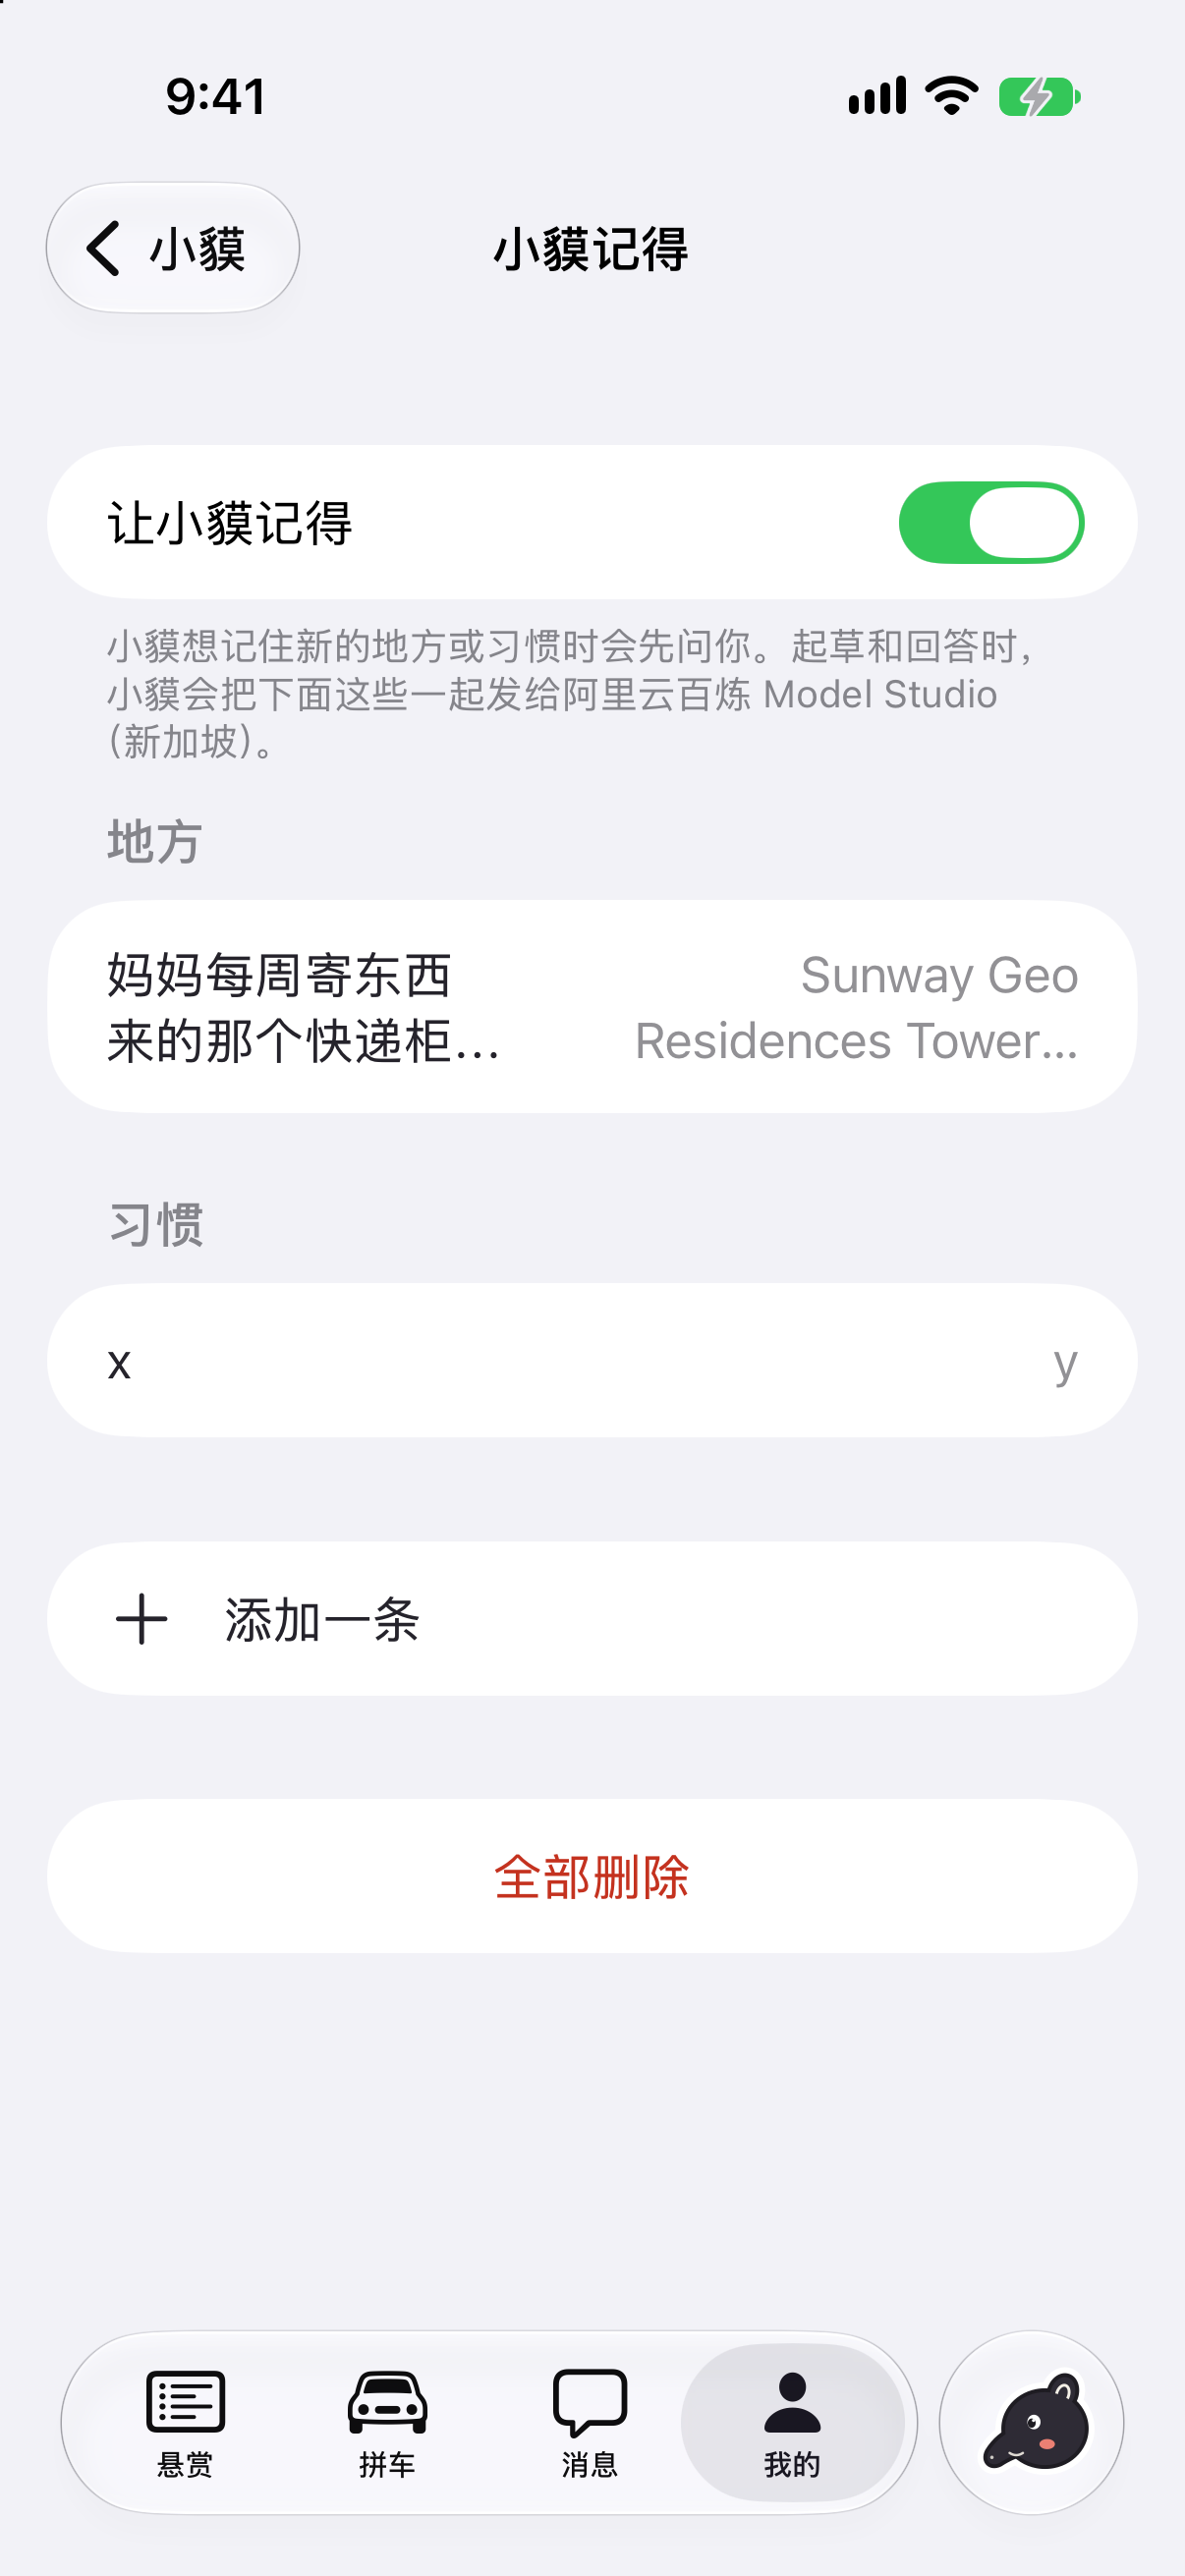 9:41
小貘
小貘记得
让小貘记得
小貘想记住新的地方或习惯时会先问你。起草和回答时，
小貘会把下面这些一起发给阿里云百炼 Model Studio
（新加坡）。
地方
妈妈每周寄东西
来的那个快递柜…
Sunway Geo
Residences Tower...
习惯
x
y
添加一条
全部删除
悬赏
拼车
消息
我的